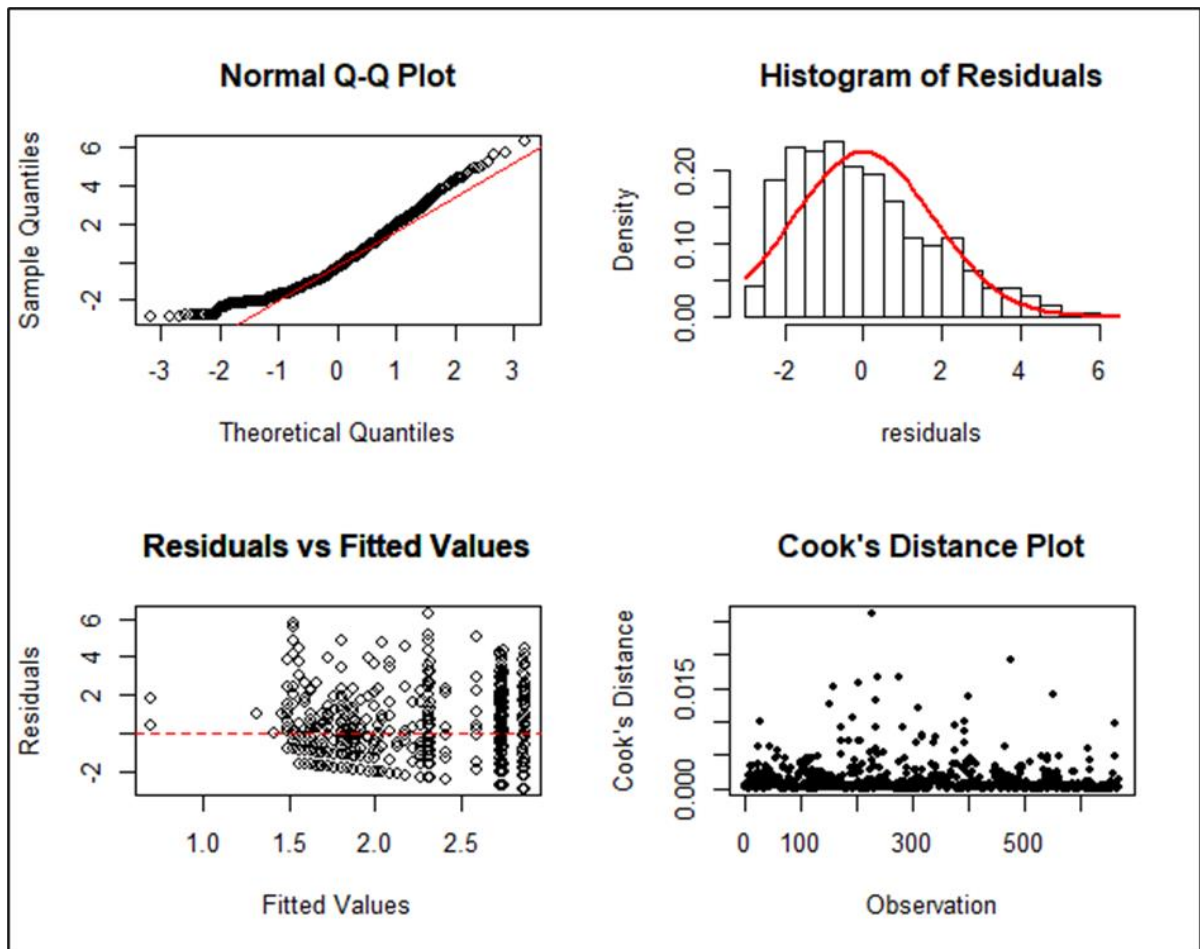 Normal Q-Q Plot
Sample Quantiles
6
4
2
-2
-3 -2 -1 0 1 2 3
Theoretical Quantiles
Histogram of Residuals
Density
0.20
0.10
0.00
-2 0 2 4 6
residuals
Residuals vs Fitted Values
Residuals
6
4
2
-2
1.0 1.5 2.0 2.5
Fitted Values
Cook's Distance Plot
Cook's Distance
0.015
0.000
0 100 300 500
Observation